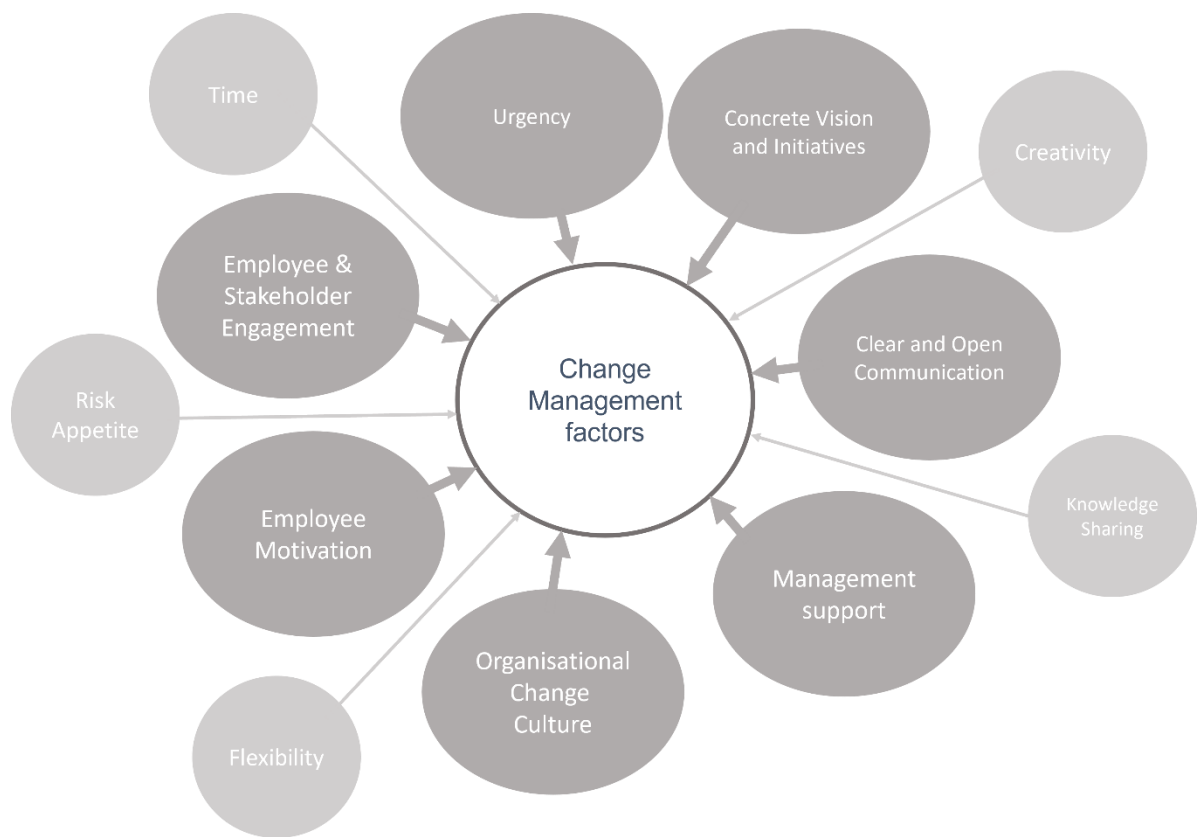 Time
Urgency
Concrete Vision
and Initiatives
Creativity
Employee &
Stakeholder
Engagement
Clear and Open
Communication
Change
Management
factors
Risk
Appetite
Employee
Motivation
Knowledge
Sharing
Management
support
Organisational
Change
Culture
Flexibility